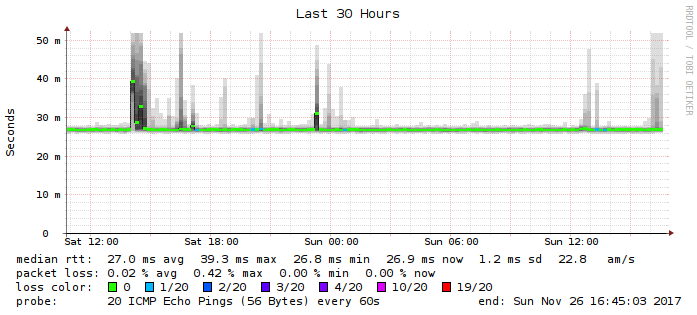 Last 30 Hours
RRDTOOL / TOBI OETIKER
Seconds
50 m
40 m
30 m
20 m
10 m
0
Sat 12:00 Sat 18:00 Sun 00:00 Sun 06:00 Sun 12:00
median rtt: 27.0 ms avg 39.3 ms max 26.8 ms min 26.9 ms now 1.2 ms sd 22.8 am/s
packet loss: 0.02 % avg 0.42 % max 0.00 % min 0.00 % now
loss color: 0 1/20 2/20 3/20 4/20 10/20 19/20
probe: 20 ICMP Echo Pings (56 Bytes) every 60s end: Sun Nov 26 16:45:03 2017